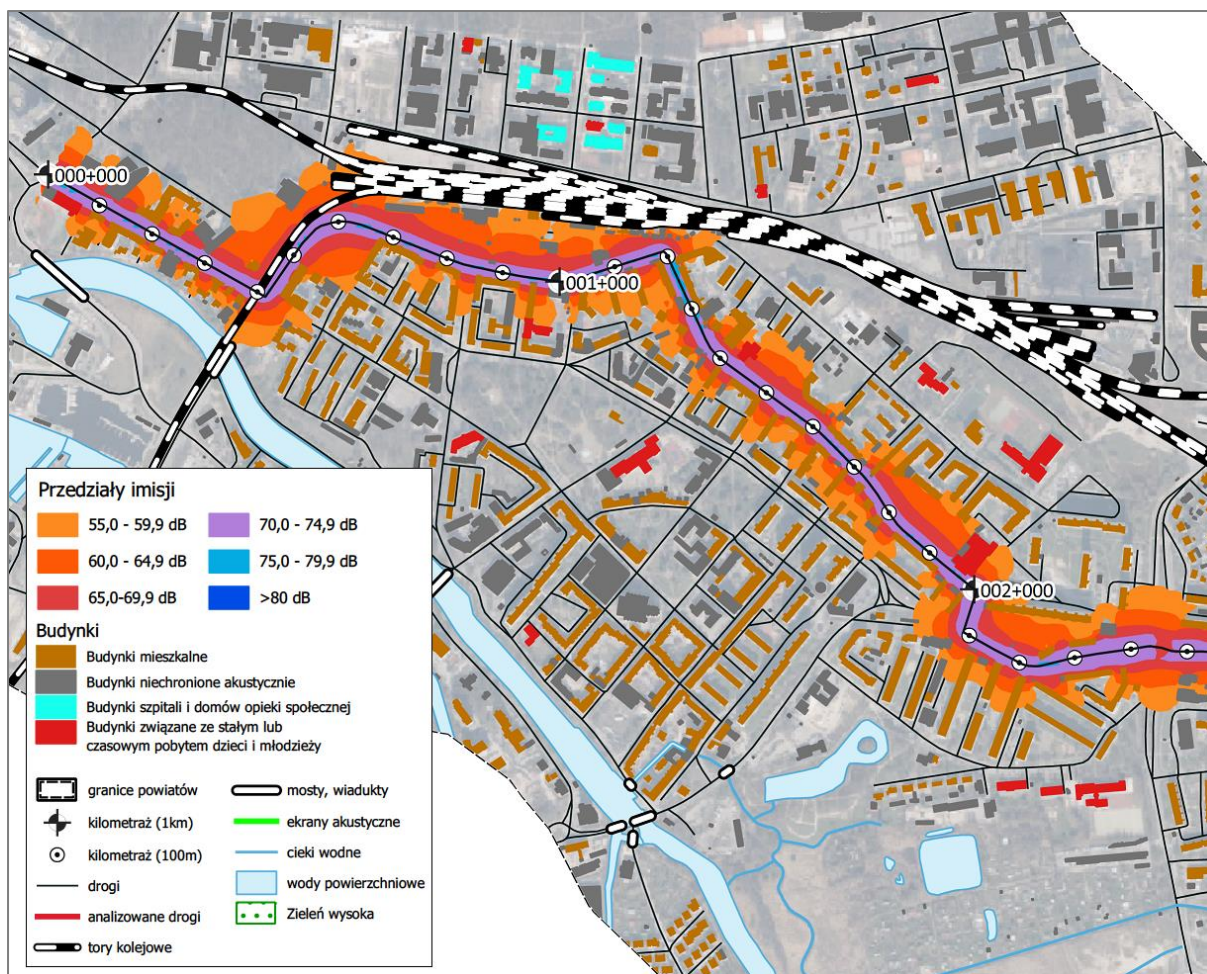 000+000
001+000
002+000
Przedziały imisji
55,0 - 59,9 dB
70,0 - 74,9 dB
60,0 - 64,9 dB
75,0 - 79,9 dB
65,0-69,9 dB
>80 dB
Budynki
Budynki mieszkalne
Budynki niechronione akustycznie
Budynki szpitali i domów opieki społecznej
Budynki związane ze stałym lub
czasowym pobytem dzieci i młodzieży
granice powiatów
mosty, wiadukty
kilometraż (1km)
ekrany akustyczne
kilometraż (100m)
cieki wodne
drogi
wody powierzchniowe
analizowane drogi
Zieleń wysoka
tory kolejowe